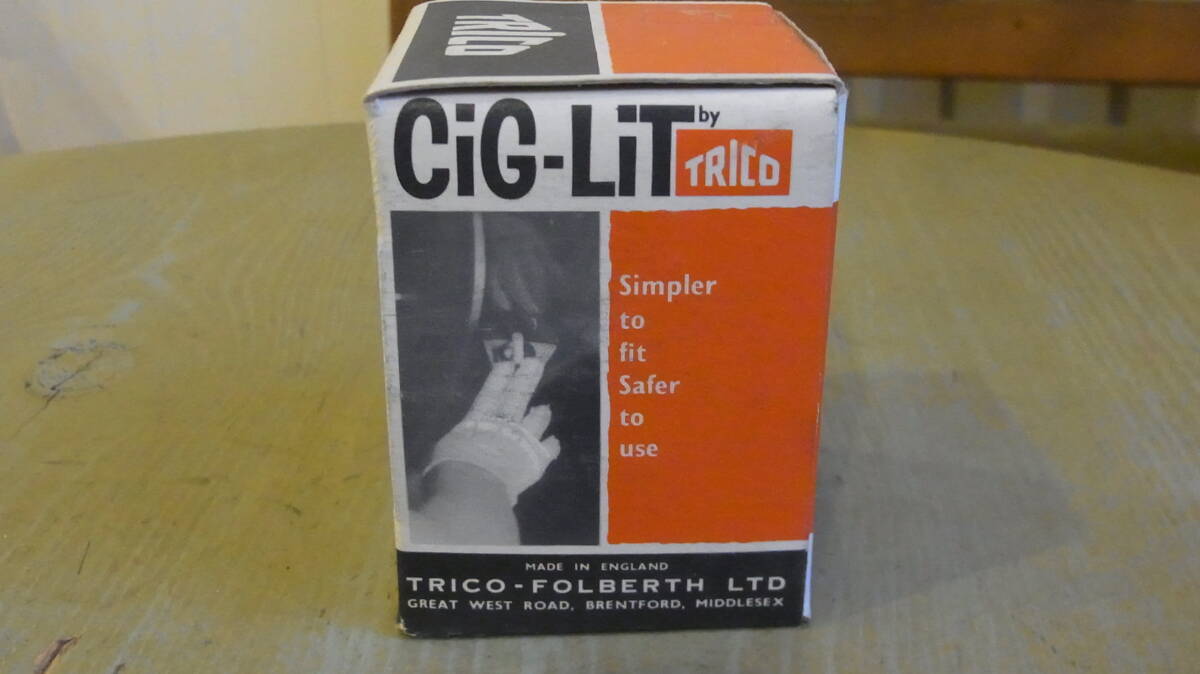 TRICO
CiG-LiT by
TRICO
Simpler
to
fit
Safer
to
use
MADE IN ENGLAND
TRICO-FOLBERTH LTD
GREAT WEST ROAD, BRENTFORD, MIDDLESEX